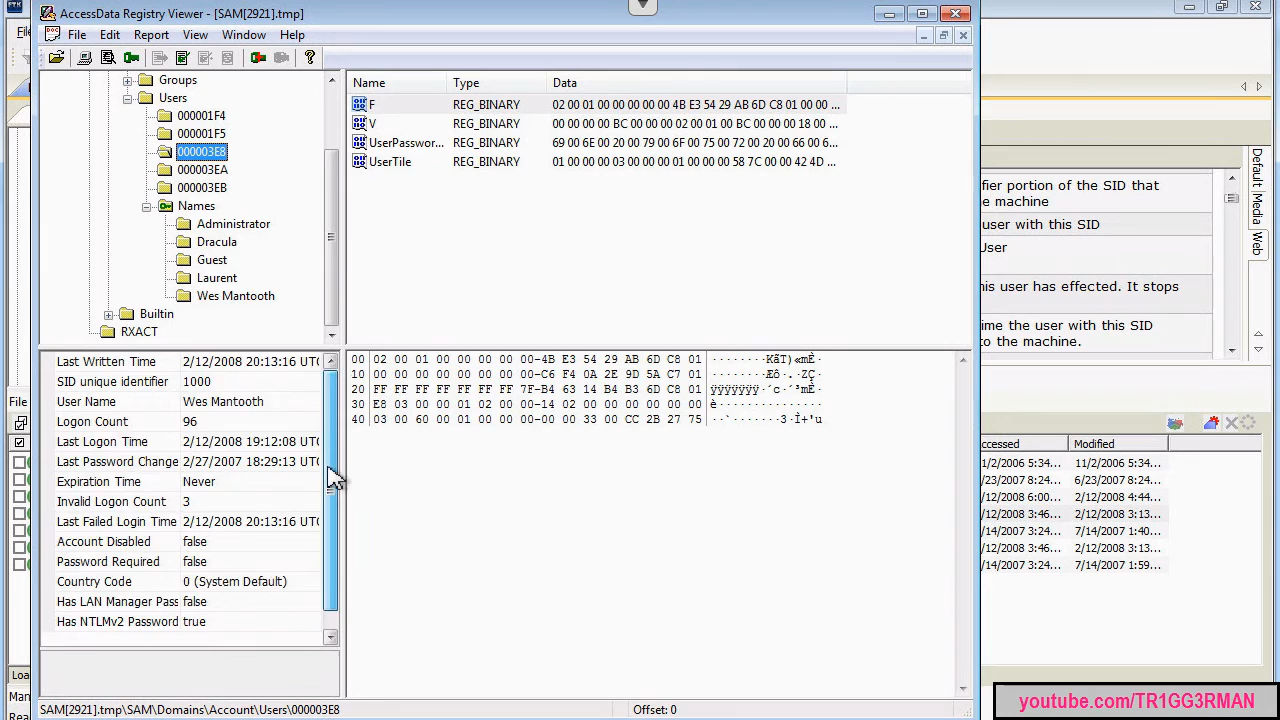 AccessData Registry Viewer - [SAM[2921].tmp]
File Edit Report View Window Help
Groups
Users
000001F4
000001F5
000003E8
000003EA
000003EB
Names
Administrator
Dracula
Guest
Laurent
Wes Mantooth
Builtin
RXACT
Name Type Data
F REG_BINARY 02 00 01 00 00 00 00 00 4B E3 54 29 AB 6D C8 01 00 00 ...
V REG_BINARY 00 00 00 00 BC 00 00 00 02 00 01 00 BC 00 00 00 18 00 ...
UserPasswor... REG_BINARY 69 00 6E 00 20 00 79 00 6F 00 75 00 72 00 20 00 66 00 6...
UserTile REG_BINARY 01 00 00 00 03 00 00 00 01 00 00 00 58 7C 00 00 42 4D ...
Last Written Time 2/12/2008 20:13:16 UTC
SID unique identifier 1000
User Name Wes Mantooth
Logon Count 96
Last Logon Time 2/12/2008 19:12:08 UTC
Last Password Change 2/27/2007 18:29:13 UTC
Expiration Time Never
Invalid Logon Count 3
Last Failed Login Time 2/12/2008 20:13:16 UTC
Account Disabled false
Password Required false
Country Code 0 (System Default)
Has LAN Manager Pass false
Has NTLMv2 Password true
00 02 00 01 00 00 00 00 00-4B E3 54 29 AB 6D C8 01 ········KãT)«mÈ·
10 00 00 00 00 00 00 00 00-C6 F4 0A 2E 9D 5A C7 01 ········Æô·.·ZÇ·
20 FF FF FF FF FF FF FF 7F-B4 63 14 B4 B3 6D C8 01 ÿÿÿÿÿÿÿ·´c·´³mÈ·
30 E8 03 00 00 01 02 00 00-14 02 00 00 00 00 00 00 è···············
40 03 00 60 00 01 00 00 00-00 00 33 00 CC 2B 27 75 ··`·······3·Ì+'u
SAM[2921].tmp\SAM\Domains\Account\Users\000003E8 Offset: 0
FTK
fier portion of the SID that
e machine
user with this SID
User
his user has effected. It stops
ime the user with this SID
to the machine.
Default
Media
Web
File
ccessed Modified
1/2/2006 5:34... 11/2/2006 5:34...
/23/2007 8:24... 6/23/2007 8:24...
/12/2008 6:00... 2/12/2008 4:44...
/12/2008 3:46... 2/12/2008 3:13...
/14/2007 3:24... 7/14/2007 1:40...
/12/2008 3:46... 2/12/2008 3:13...
/14/2007 3:24... 7/14/2007 1:59...
Loa
Man
youtube.com/TR1GG3RMAN